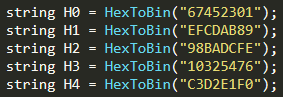 string H0 = HexToBin("67452301");
string H1 = HexToBin("EFCDAB89");
string H2 = HexToBin("98BADCFE");
string H3 = HexToBin("10325476");
string H4 = HexToBin("C3D2E1F0");